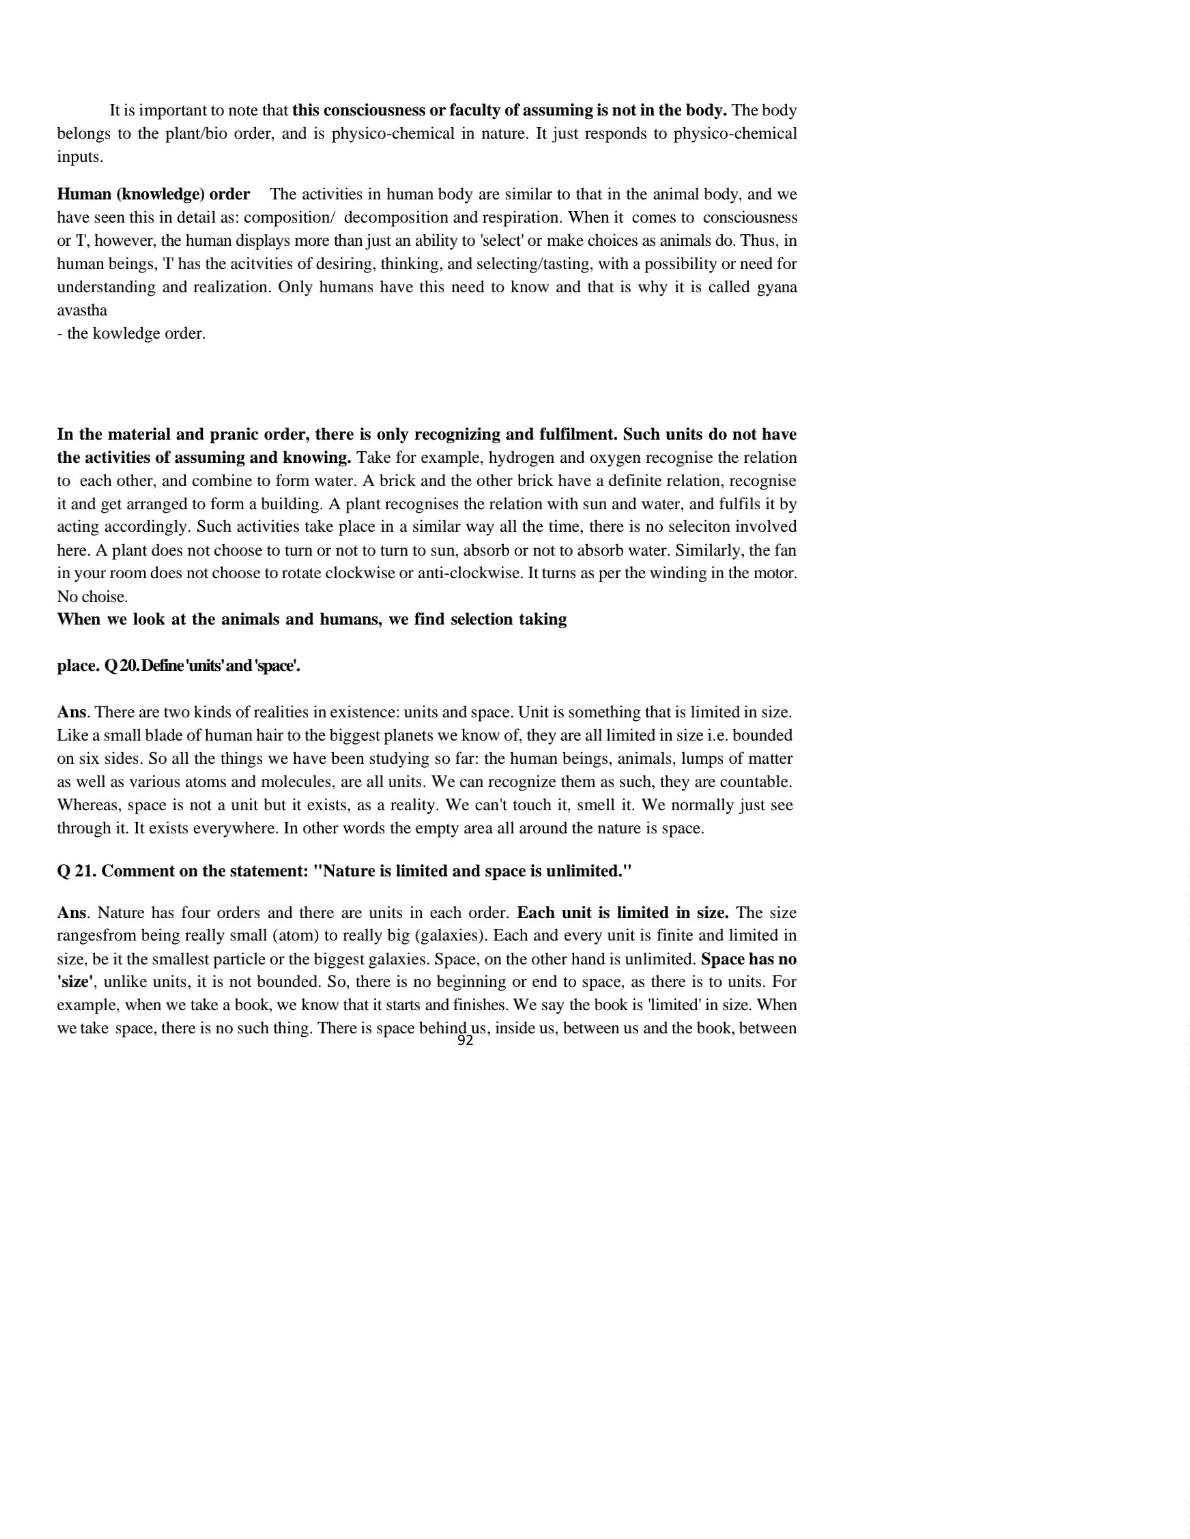 It is important to note that this consciousness or faculty of assuming is not in the body. The body
belongs to the plant/bio order, and is physico-chemical in nature. It just responds to physico-chemical
inputs.
Human (knowledge) order The activities in human body are similar to that in the animal body, and we
have seen this in detail as: composition/ decomposition and respiration. When it comes to consciousness
or 'I', however, the human displays more than just an ability to 'select' or make choices as animals do. Thus, in
human beings, 'I' has the acitvities of desiring, thinking, and selecting/tasting, with a possibility or need for
understanding and realization. Only humans have this need to know and that is why it is called gyana
avastha
- the kowledge order.
In the material and pranic order, there is only recognizing and fulfilment. Such units do not have
the activities of assuming and knowing. Take for example, hydrogen and oxygen recognise the relation
to each other, and combine to form water. A brick and the other brick have a definite relation, recognise
it and get arranged to form a building. A plant recognises the relation with sun and water, and fulfils it by
acting accordingly. Such activities take place in a similar way all the time, there is no seleciton involved
here. A plant does not choose to turn or not to turn to sun, absorb or not to absorb water. Similarly, the fan
in your room does not choose to rotate clockwise or anti-clockwise. It turns as per the winding in the motor.
No choise.
When we look at the animals and humans, we find selection taking
place. Q 20. Define 'units' and 'space'.
Ans. There are two kinds of realities in existence: units and space. Unit is something that is limited in size.
Like a small blade of human hair to the biggest planets we know of, they are all limited in size i.e. bounded
on six sides. So all the things we have been studying so far: the human beings, animals, lumps of matter
as well as various atoms and molecules, are all units. We can recognize them as such, they are countable.
Whereas, space is not a unit but it exists, as a reality. We can't touch it, smell it. We normally just see
through it. It exists everywhere. In other words the empty area all around the nature is space.
Q 21. Comment on the statement: "Nature is limited and space is unlimited."
Ans. Nature has four orders and there are units in each order. Each unit is limited in size. The size
rangesfrom being really small (atom) to really big (galaxies). Each and every unit is finite and limited in
size, be it the smallest particle or the biggest galaxies. Space, on the other hand is unlimited. Space has no
'size', unlike units, it is not bounded. So, there is no beginning or end to space, as there is to units. For
example, when we take a book, we know that it starts and finishes. We say the book is 'limited' in size. When
we take space, there is no such thing. There is space behind us, inside us, between us and the book, between
92